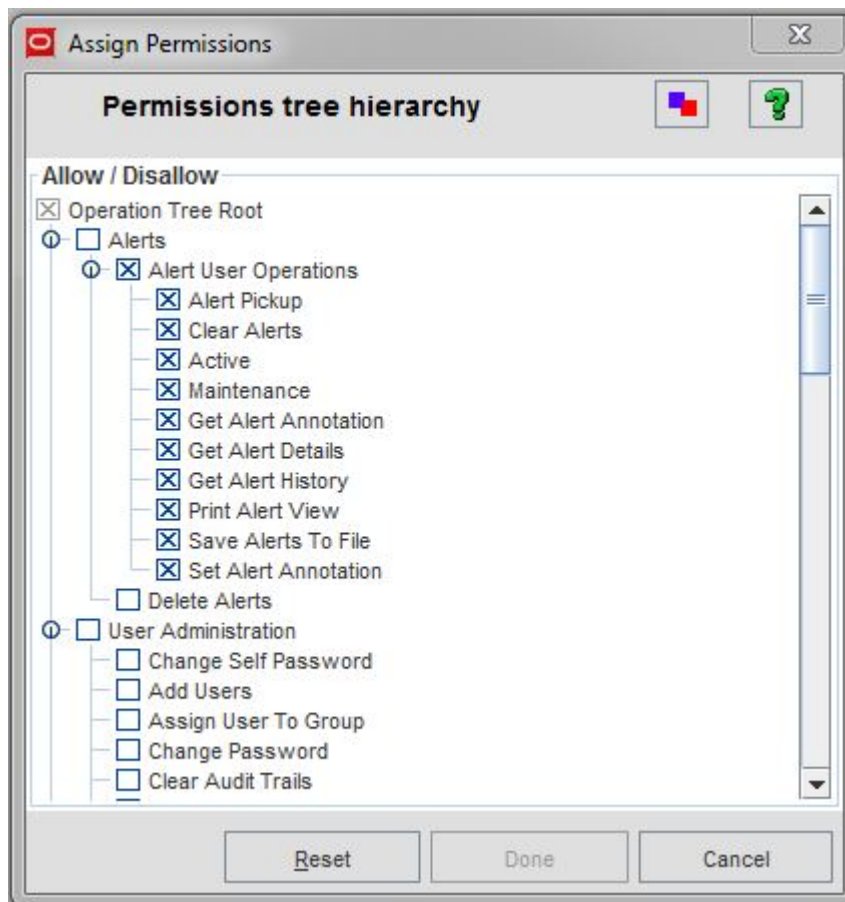 Assign Permissions
Permissions tree hierarchy
Allow / Disallow
Operation Tree Root
Alerts
Alert User Operations
Alert Pickup
Clear Alerts
Active
Maintenance
Get Alert Annotation
Get Alert Details
Get Alert History
Print Alert View
Save Alerts To File
Set Alert Annotation
Delete Alerts
User Administration
Change Self Password
Add Users
Assign User To Group
Change Password
Clear Audit Trails
Reset Done Cancel